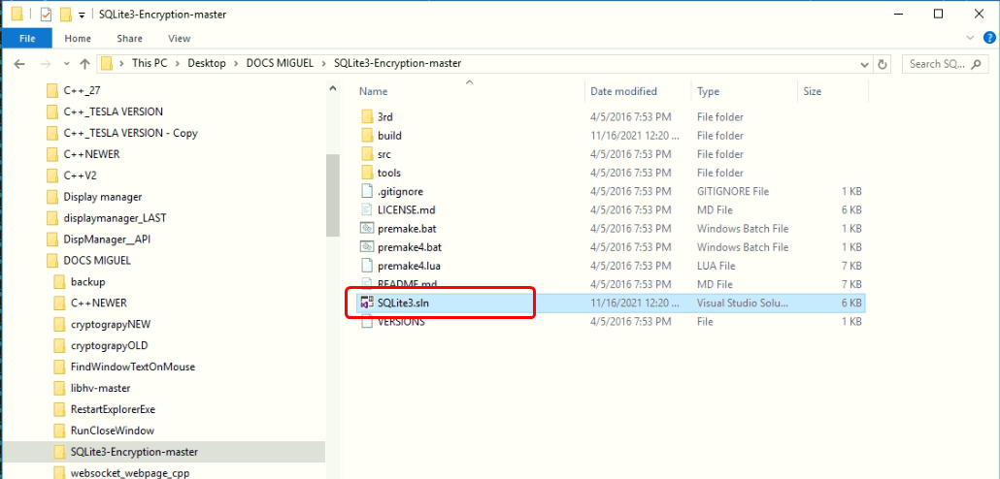 SQLite3-Encryption-master
File Home Share View
This PC > Desktop > DOCS MIGUEL > SQLite3-Encryption-master
Search SQ...
C++_27
C++_TESLA VERSION
C++_TESLA VERSION - Copy
C++NEWER
C++V2
Display manager
displaymanager_LAST
DispManager__API
DOCS MIGUEL
backup
C++NEWER
cryptograpyNEW
cryptograpyOLD
FindWindowTextOnMouse
libhv-master
RestartExplorerExe
RunCloseWindow
SQLite3-Encryption-master
websocket_webpage_cpp
Name Date modified Type Size
3rd 4/5/2016 7:53 PM File folder
build 11/16/2021 12:20 ... File folder
src 4/5/2016 7:53 PM File folder
tools 4/5/2016 7:53 PM File folder
.gitignore 4/5/2016 7:53 PM GITIGNORE File 1 KB
LICENSE.md 4/5/2016 7:53 PM MD File 6 KB
premake.bat 4/5/2016 7:53 PM Windows Batch File 1 KB
premake4.bat 4/5/2016 7:53 PM Windows Batch File 1 KB
premake4.lua 4/5/2016 7:53 PM LUA File 7 KB
README.md 4/5/2016 7:53 PM MD File 7 KB
SQLite3.sln 11/16/2021 12:20 ... Visual Studio Solu... 6 KB
VERSIONS 4/5/2016 7:53 PM File 1 KB